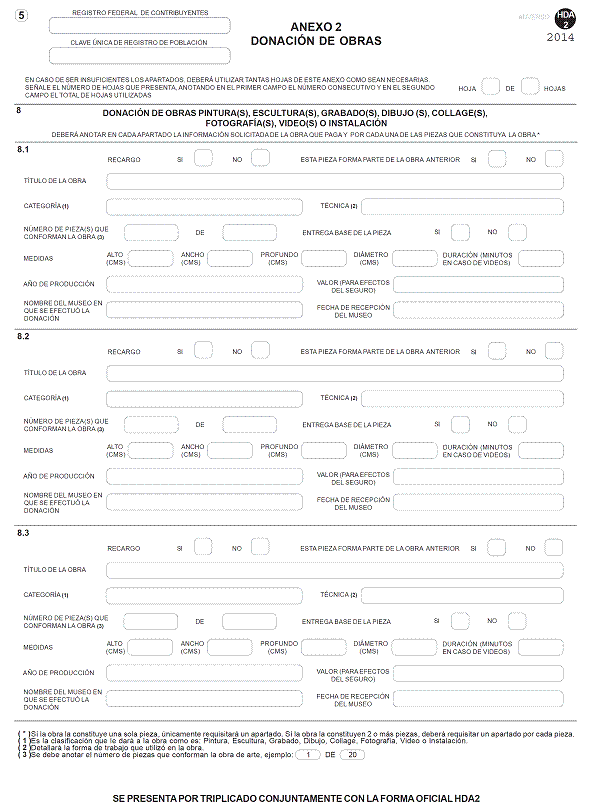 5
REGISTRO FEDERAL DE CONTRIBUYENTES
CLAVE ÚNICA DE REGISTRO DE POBLACIÓN
ANEXO 2
DONACIÓN DE OBRAS
HDA
2
2014
EN CASO DE SER INSUFICIENTES LOS APARTADOS, DEBERÁ UTILIZAR TANTAS HOJAS DE ESTE ANEXO COMO SEAN NECESARIAS.
SEÑALE EL NÚMERO DE HOJAS QUE PRESENTA, ANOTANDO EN EL PRIMER CAMPO EL NÚMERO CONSECUTIVO Y EN EL SEGUNDO
CAMPO EL TOTAL DE HOJAS UTILIZADAS
HOJA DE HOJAS
8
DONACIÓN DE OBRAS PINTURA(S), ESCULTURA(S), GRABADO(S), DIBUJO (S), COLLAGE(S),
FOTOGRAFÍA(S), VIDEO(S) O INSTALACIÓN
DEBERÁ ANOTAR EN CADA APARTADO LA INFORMACIÓN SOLICITADA DE LA OBRA QUE PAGA Y POR CADA UNA DE LAS PIEZAS QUE CONSTITUYA LA OBRA *
8.1
RECARGO SI NO ESTA PIEZA FORMA PARTE DE LA OBRA ANTERIOR SI NO
TÍTULO DE LA OBRA
CATEGORÍA (1) TÉCNICA (2)
NÚMERO DE PIEZA(S) QUE
CONFORMAN LA OBRA (3) DE ENTREGA BASE DE LA PIEZA SI NO
MEDIDAS ALTO (CMS) ANCHO (CMS) PROFUNDO (CMS) DIÁMETRO (CMS) DURACIÓN (MINUTOS EN CASO DE VIDEOS)
AÑO DE PRODUCCIÓN VALOR (PARA EFECTOS DEL SEGURO)
NOMBRE DEL MUSEO EN
QUE SE EFECTUÓ LA
DONACIÓN
FECHA DE RECEPCIÓN
DEL MUSEO
8.2
RECARGO SI NO ESTA PIEZA FORMA PARTE DE LA OBRA ANTERIOR SI NO
TÍTULO DE LA OBRA
CATEGORÍA (1) TÉCNICA (2)
NÚMERO DE PIEZA(S) QUE
CONFORMAN LA OBRA (3) DE ENTREGA BASE DE LA PIEZA SI NO
MEDIDAS ALTO (CMS) ANCHO (CMS) PROFUNDO (CMS) DIÁMETRO (CMS) DURACIÓN (MINUTOS EN CASO DE VIDEOS)
AÑO DE PRODUCCIÓN VALOR (PARA EFECTOS DEL SEGURO)
NOMBRE DEL MUSEO EN
QUE SE EFECTUÓ LA
DONACIÓN
FECHA DE RECEPCIÓN
DEL MUSEO
8.3
RECARGO SI NO ESTA PIEZA FORMA PARTE DE LA OBRA ANTERIOR SI NO
TÍTULO DE LA OBRA
CATEGORÍA (1) TÉCNICA (2)
NÚMERO DE PIEZA(S) QUE
CONFORMAN LA OBRA (3) DE ENTREGA BASE DE LA PIEZA SI NO
MEDIDAS ALTO (CMS) ANCHO (CMS) PROFUNDO (CMS) DIÁMETRO (CMS) DURACIÓN (MINUTOS EN CASO DE VIDEOS)
AÑO DE PRODUCCIÓN VALOR (PARA EFECTOS DEL SEGURO)
NOMBRE DEL MUSEO EN
QUE SE EFECTUÓ LA
DONACIÓN
FECHA DE RECEPCIÓN
DEL MUSEO
( * )Si la obra la constituye una sola pieza, únicamente requisitará un apartado. Si la obra la constituyen 2 o más piezas, deberá requisitar un apartado por cada pieza.
( 1 )Es la clasificación que le dará a la obra como es: Pintura, Escultura, Grabado, Dibujo, Collage, Fotografía, Video o Instalación.
( 2 )Detallará la forma de trabajo que utilizó en la obra.
( 3 )Se debe anotar el número de piezas que conforman la obra de arte, ejemplo: 1 DE 20
SE PRESENTA POR TRIPLICADO CONJUNTAMENTE CON LA FORMA OFICIAL HDA2